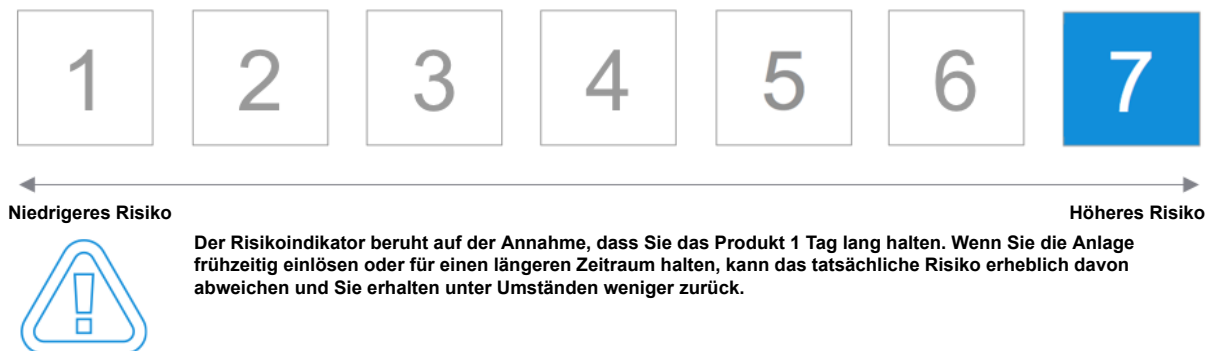 1 2 3 4 5 6 7
Niedrigeres Risiko Höheres Risiko
Der Risikoindikator beruht auf der Annahme, dass Sie das Produkt 1 Tag lang halten. Wenn Sie die Anlage
frühzeitig einlösen oder für einen längeren Zeitraum halten, kann das tatsächliche Risiko erheblich davon
abweichen und Sie erhalten unter Umständen weniger zurück.